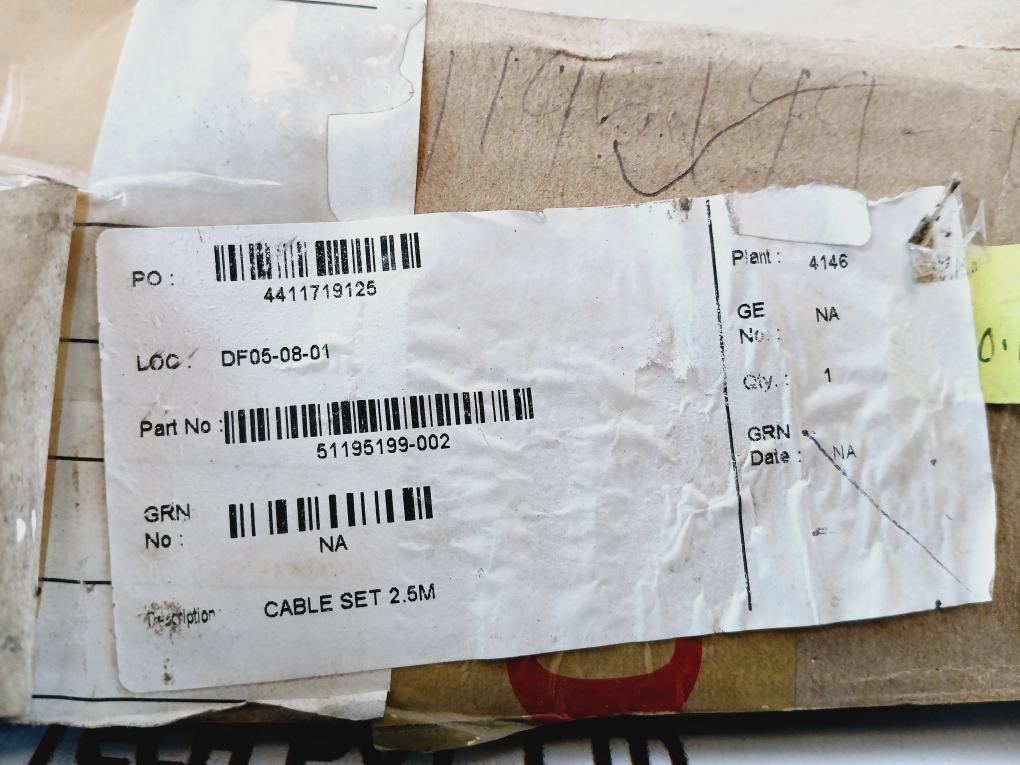 PO :
4411719125
LOC : DF05-08-01
Part No :
51195199-002
GRN
No :
NA
Description CABLE SET 2.5M
Plant : 4146
GE
No. : NA
Qty. : 1
GRN
Date : NA
0.